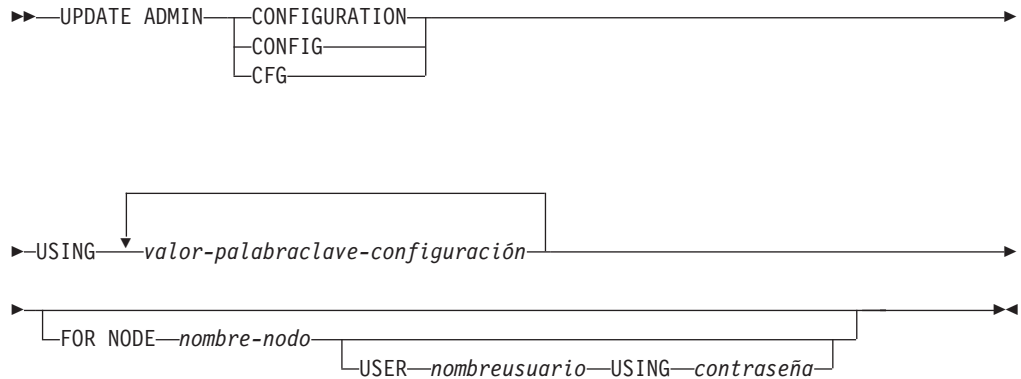 UPDATE ADMIN CONFIGURATION
CONFIG
CFG
USING valor-palabraclave-configuración
FOR NODE nombre-nodo
USER nombreusuario USING contraseña